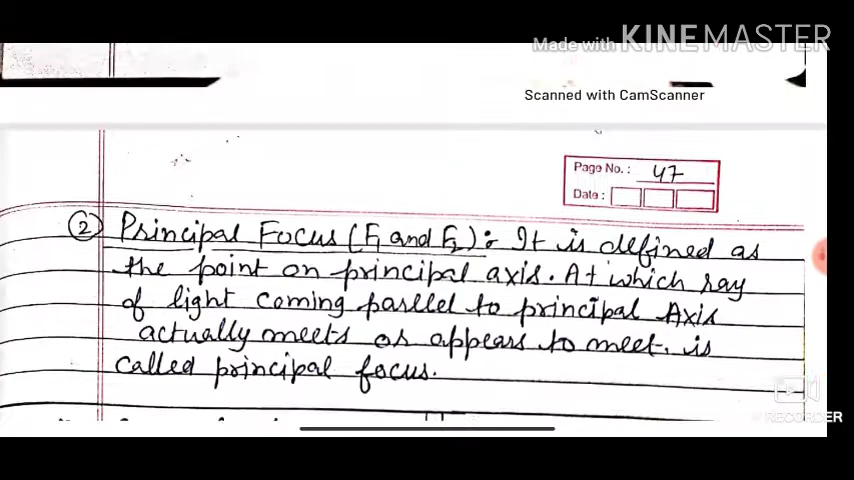 Made with KINEMASTER
Scanned with CamScanner
Page No.: 47
Date:
② Principal Focus (F₁ and F₂): It is defined as
the point on principal axis. At which ray
of light coming parllel to principal Axis
actually meets or appears to meet. is
called principal focus.
RECORDER